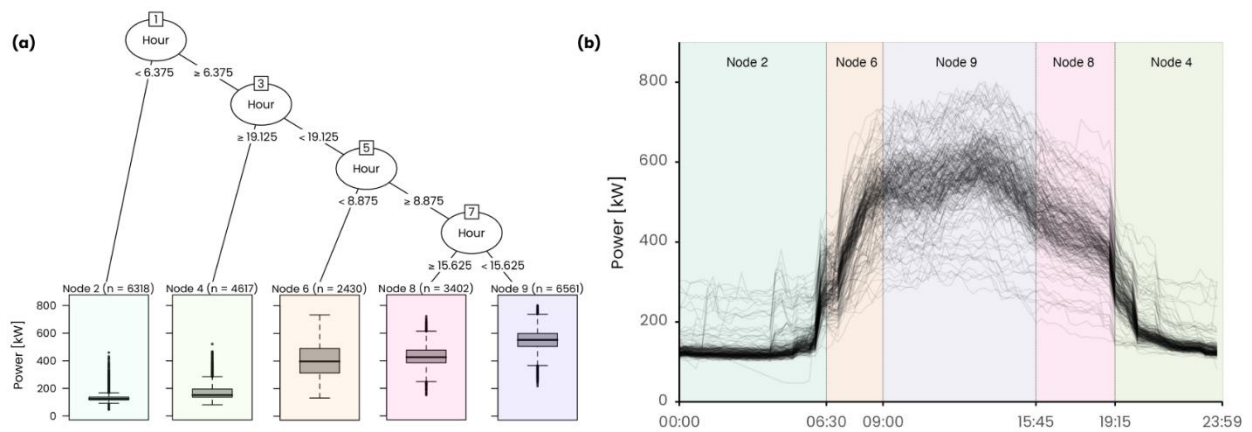 (a)
1
Hour
< 6.375
≥ 6.375
3
Hour
≥ 19.125
< 19.125
5
Hour
< 8.875
≥ 8.875
7
Hour
≥ 15.625
< 15.625
Node 2 (n = 6318)
Node 4 (n = 4617)
Node 6 (n = 2430)
Node 8 (n = 3402)
Node 9 (n = 6561)
Power [kW]
800
600
400
200
0
(b)
Node 2
Node 6
Node 9
Node 8
Node 4
Power [kW]
800
600
400
200
0
00:00
06:30
09:00
15:45
19:15
23:59